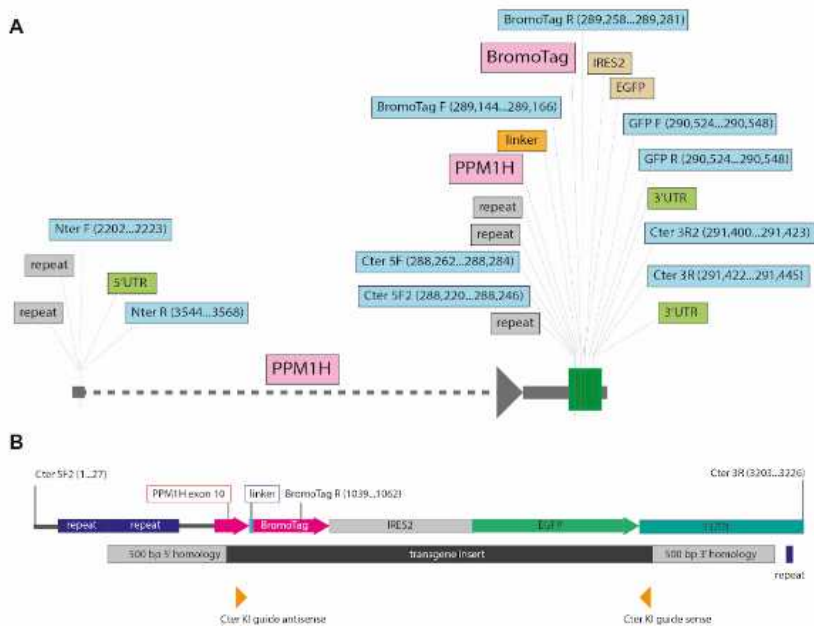 A
BromoTag R (289,258...289,281)
BromoTag
IRES2
EGFP
BromoTag F (289,144...289,166)
GFP F (290,524...290,548)
linker
GFP R (290,524...290,548)
PPM1H
3'UTR
repeat
Nter F (2202...2223)
repeat
Cter 3R2 (291,400...291,423)
repeat
Cter 5F (288,262...288,284)
Cter 3R (291,422...291,445)
5'UTR
Cter 5F2 (288,220...288,246)
repeat
Nter R (3544...3568)
repeat
3'UTR
PPM1H
B
Cter 5F2 (1...27)
Cter 3R (3203...3226)
PPM1H exon 10
linker
BromoTag R (1039...1062)
repeat
repeat
BromoTag
IRES2
EGFP
500 bp 5' homology
transgene insert
500 bp 3' homology
repeat
Cter KI guide antisense
Cter KI guide sense